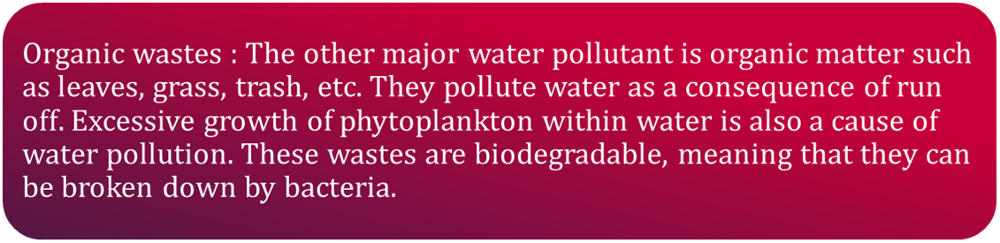 Organic wastes : The other major water pollutant is organic matter such
as leaves, grass, trash, etc. They pollute water as a consequence of run
off. Excessive growth of phytoplankton within water is also a cause of
water pollution. These wastes are biodegradable, meaning that they can
be broken down by bacteria.